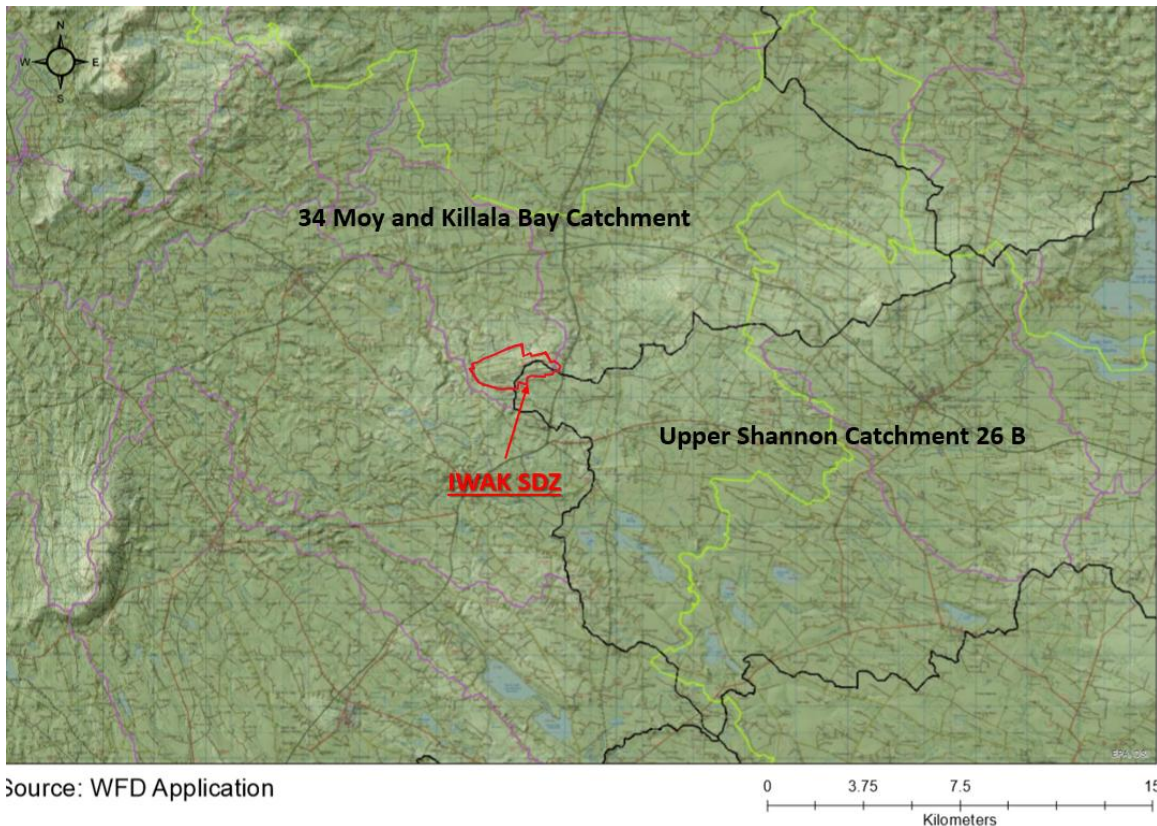 N
W E
S
34 Moy and Killala Bay Catchment
Upper Shannon Catchment 26 B
IWAK SDZ
Source: WFD Application
0 3.75 7.5 15
Kilometers